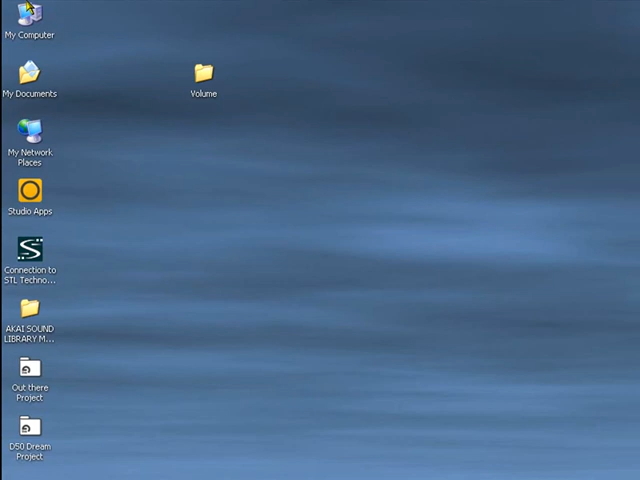 My Computer
My Documents
Volume
My Network
Places
Studio Apps
Connection to
STL Techno...
AKAI SOUND
LIBRARY M...
Out there
Project
D50 Dream
Project